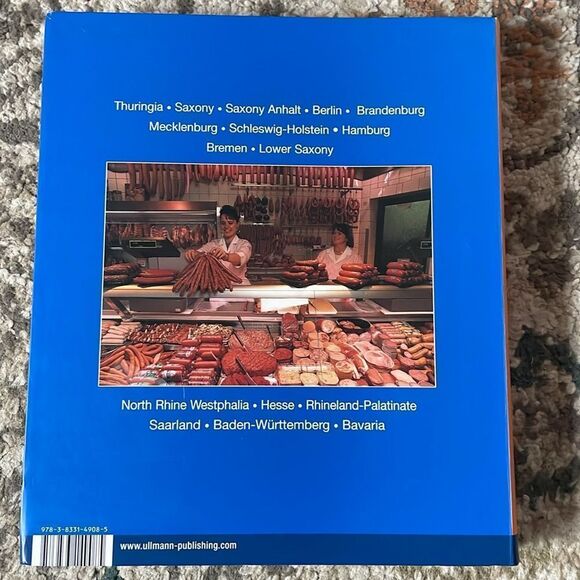 Thuringia • Saxony • Saxony Anhalt • Berlin • Brandenburg
Mecklenburg • Schleswig-Holstein • Hamburg
Bremen • Lower Saxony
North Rhine Westphalia • Hesse • Rhineland-Palatinate
Saarland • Baden-Württemberg • Bavaria
978-3-8331-4908-5
www.ullmann-publishing.com